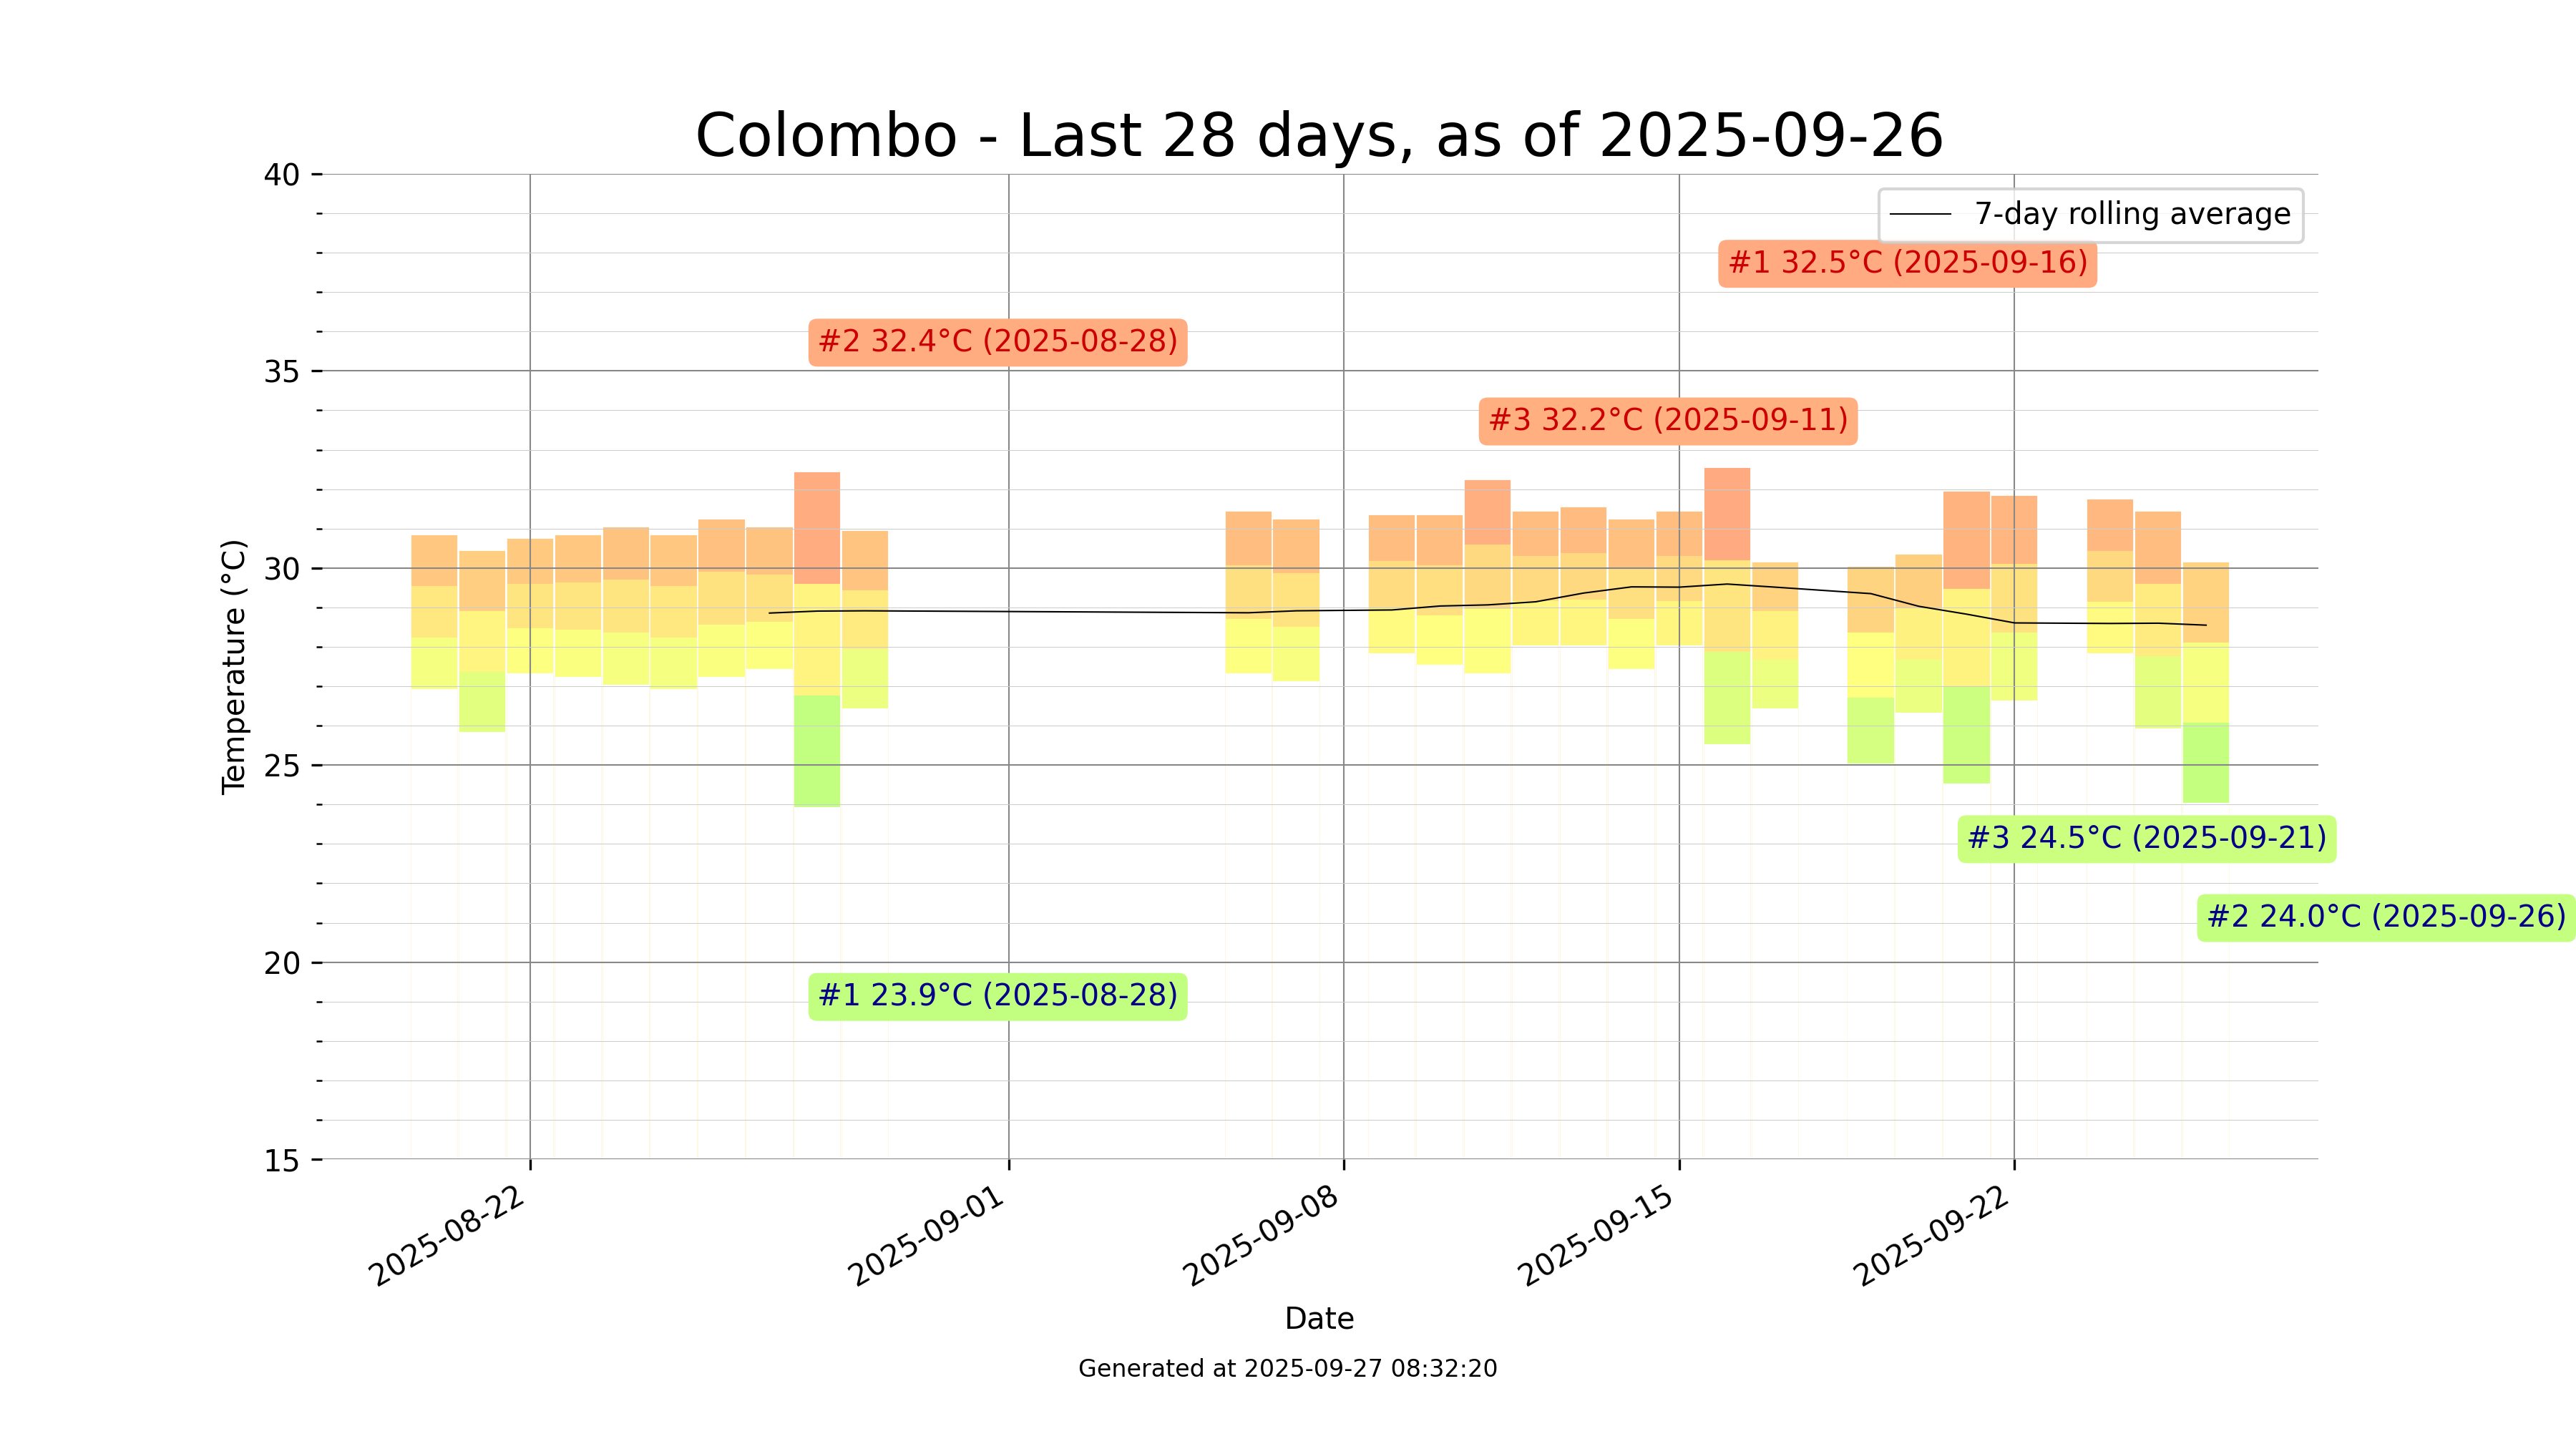 Colombo - Last 28 days, as of 2025-09-26
40
7-day rolling average
#1 32.5°C (2025-09-16)
#2 32.4°C (2025-08-28)
35
#3 32.2°C (2025-09-11)
30
Temperature (°C)
25
#3 24.5°C (2025-09-21)
#2 24.0°C (2025-09-26)
20
#1 23.9°C (2025-08-28)
15
2025-08-22
2025-09-01
2025-09-08
2025-09-15
2025-09-22
Date
Generated at 2025-09-27 08:32:20